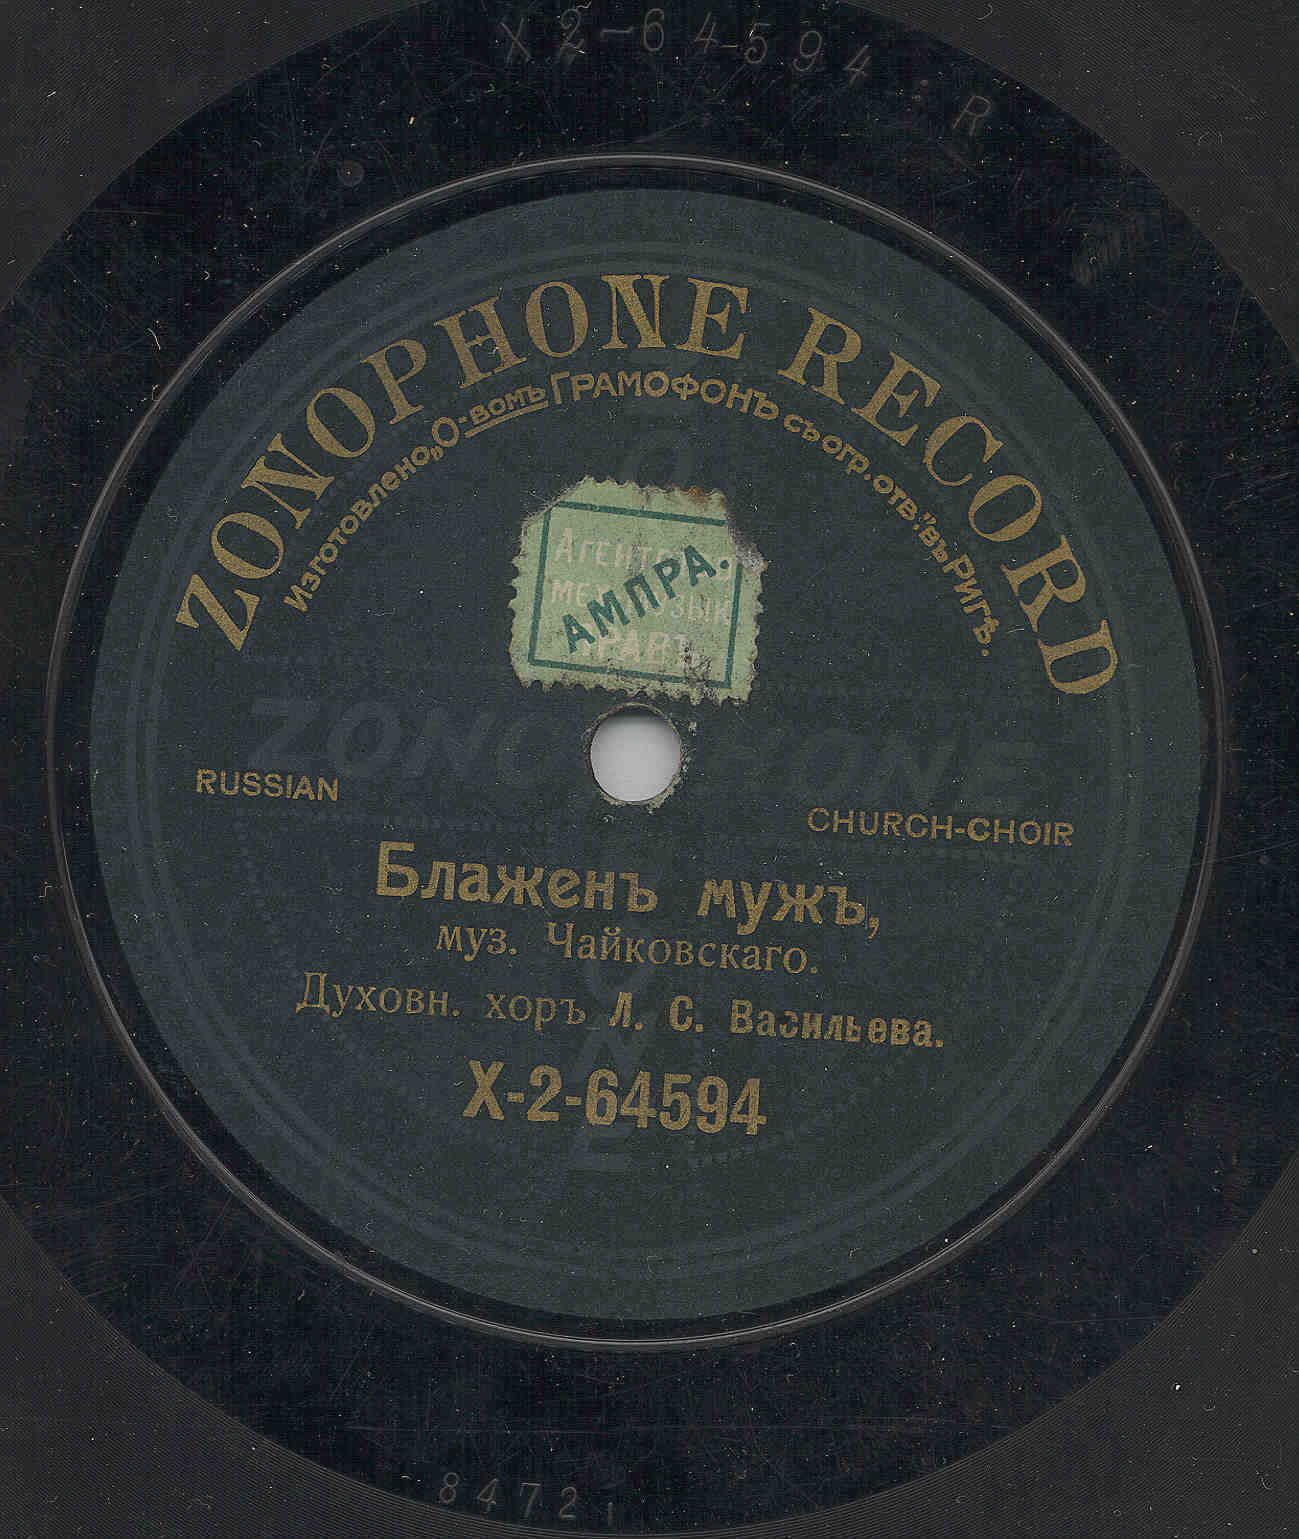 X 2-64594 R
ZONOPHONE RECORD
Изготовлено „О-вомъ Грамофонъ съ огр. отв." въ Ригѣ.
АМПРА.
ZONOPHONE
RUSSIAN
CHURCH-CHOIR
Блаженъ мужъ,
муз. Чайковскаго.
Духовн. хоръ Л. С. Васильева.
X-2-64594
8472